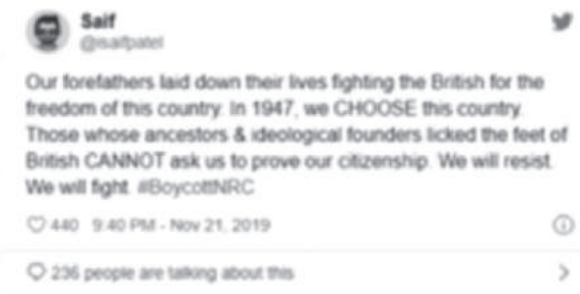 Saif
@isaifpatel
Our forefathers laid down their lives fighting the British for the
freedom of this country. In 1947, we CHOOSE this country.
Those whose ancestors & ideological founders licked the feet of
British CANNOT ask us to prove our citizenship. We will resist.
We will fight. #BoycottNRC
440 9:40 PM - Nov 21, 2019
236 people are talking about this